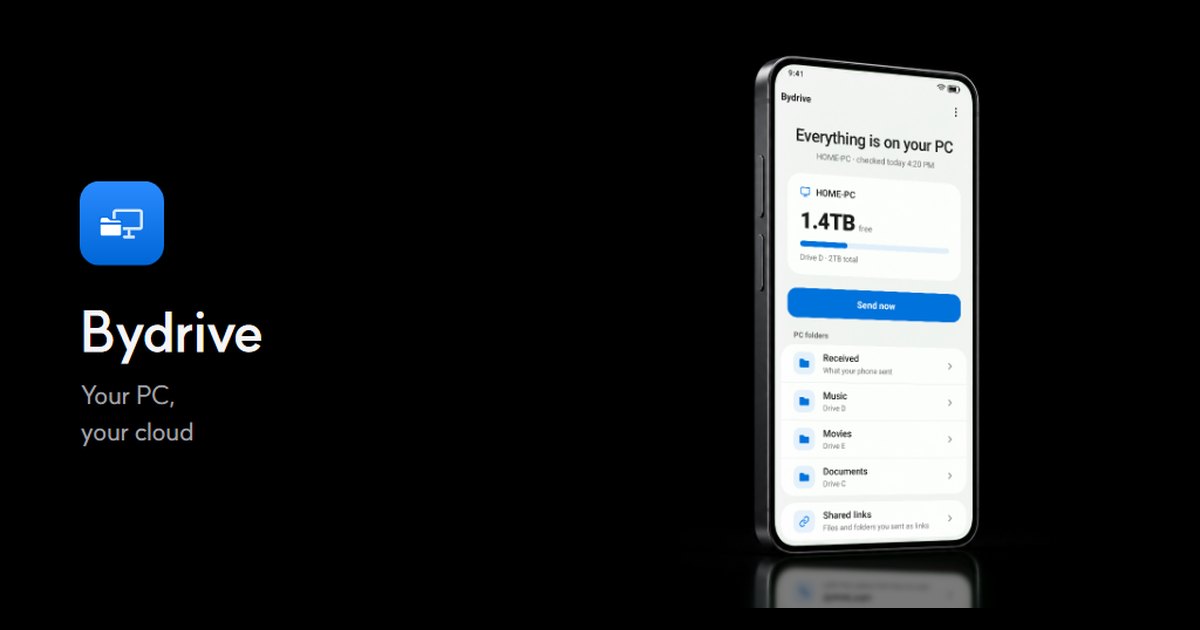 Bydrive
Your PC,
your cloud
9:41
Bydrive
Everything is on your PC
HOME-PC · checked today 4:20 PM
HOME-PC
1.4TB free
Drive D · 2TB total
Send now
PC folders
Received
What your phone sent
Music
Drive D
Movies
Drive E
Documents
Drive C
Shared links
Files and folders you sent as links